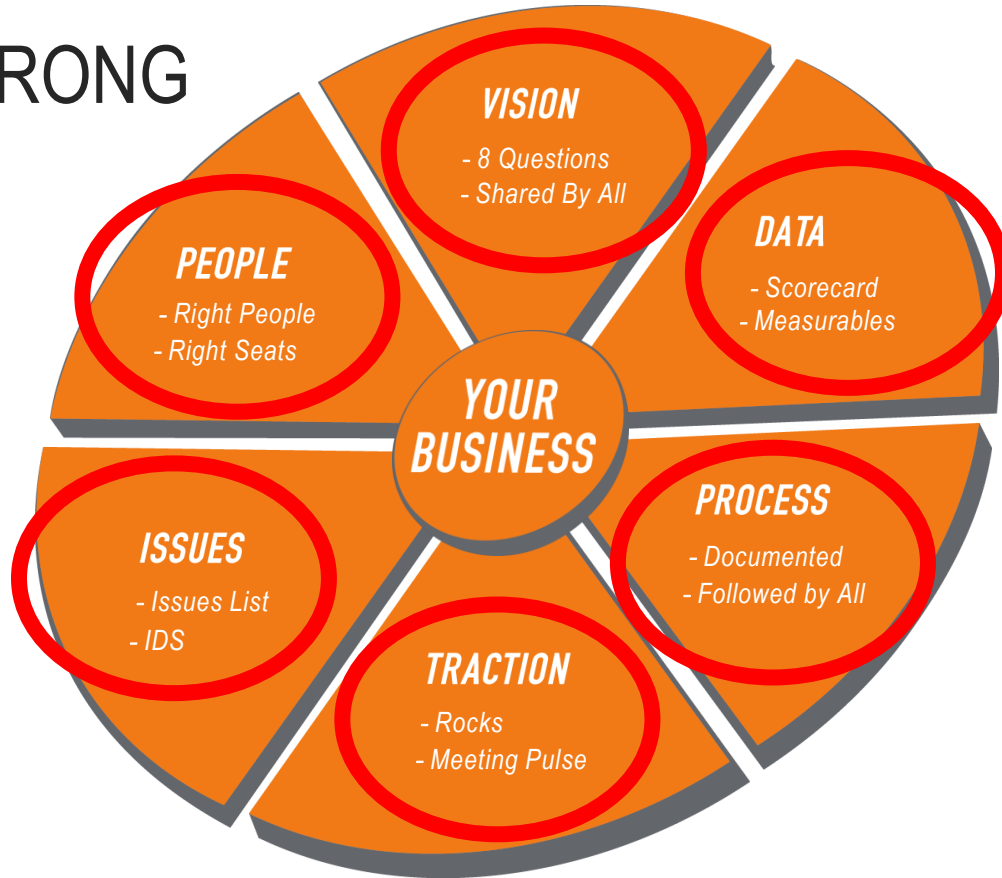 RONG
VISION
- 8 Questions
- Shared By All
DATA
- Scorecard
- Measurables
PEOPLE
- Right People
- Right Seats
YOUR
BUSINESS
PROCESS
- Documented
- Followed by All
ISSUES
- Issues List
- IDS
TRACTION
- Rocks
- Meeting Pulse